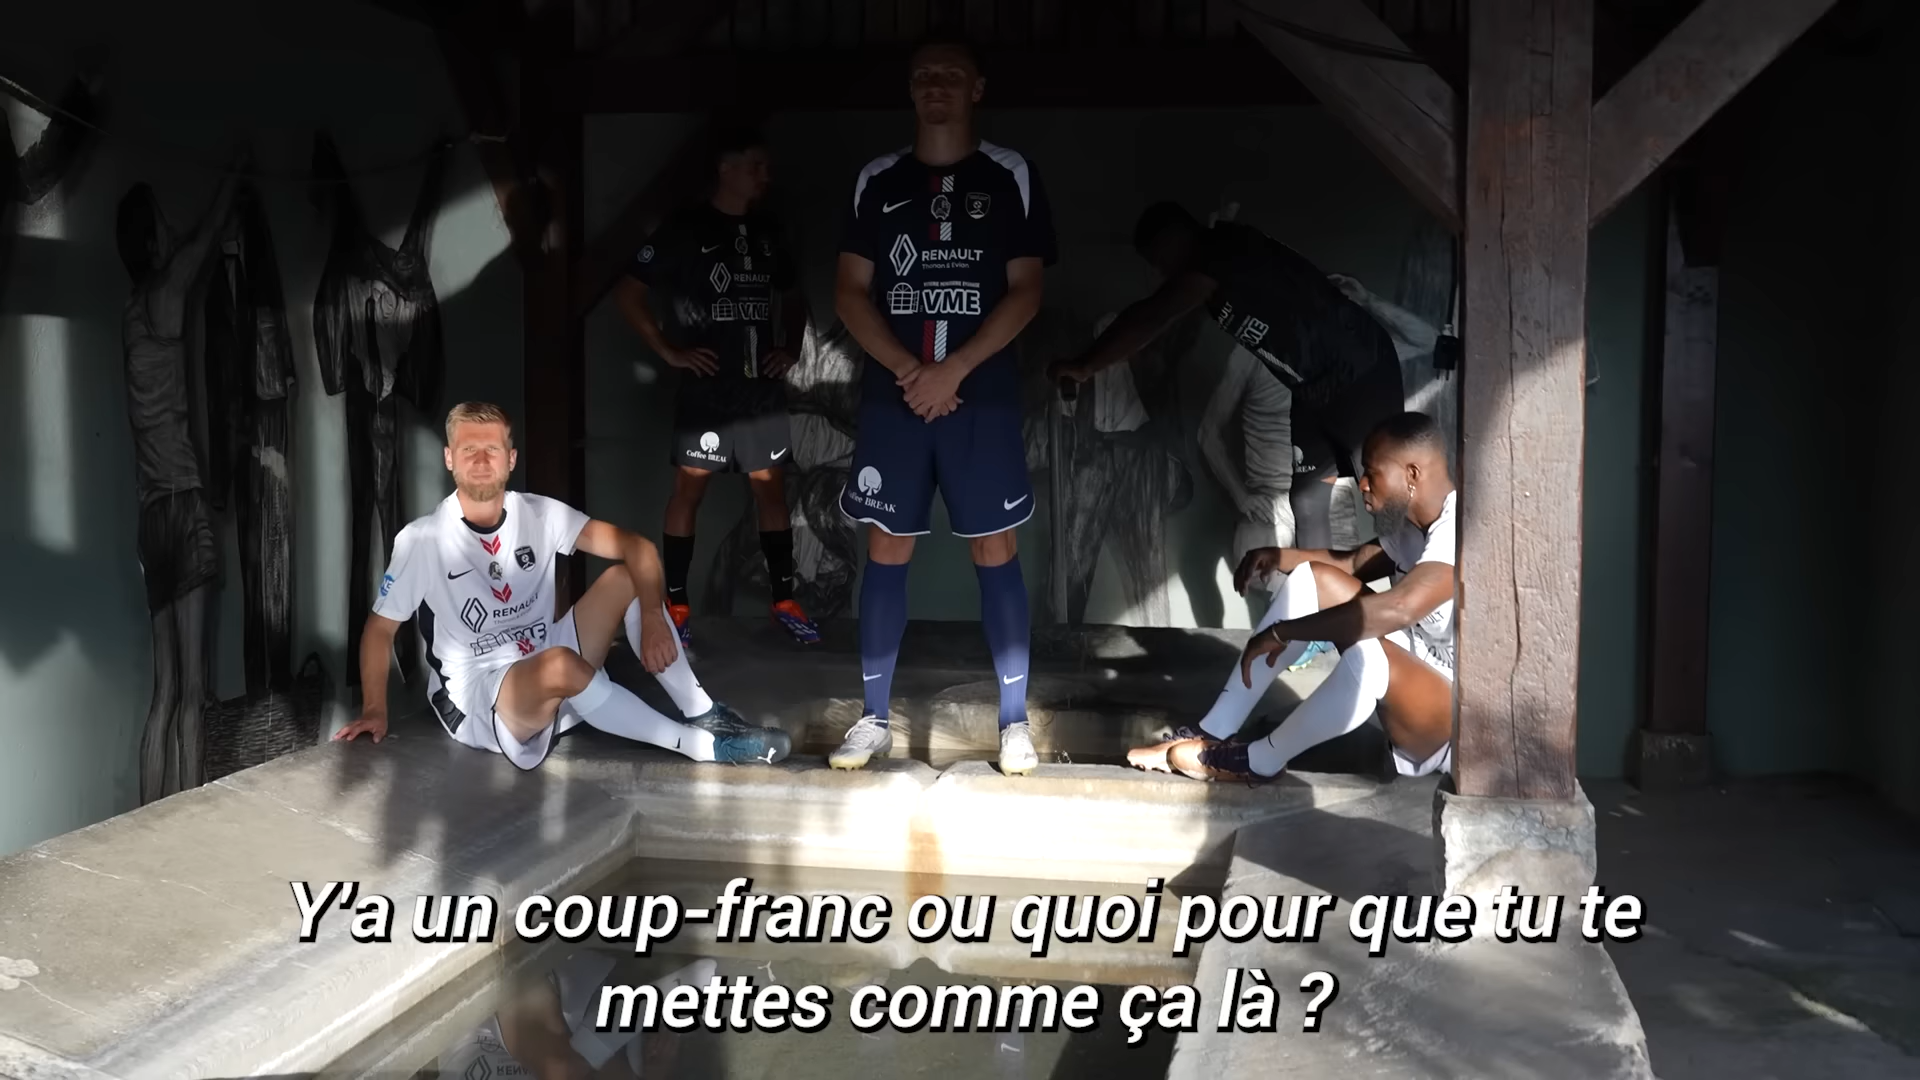 RENAULT
Thonon & Evian
VME
RENAULT
VME
Coffee BREAK
Coffee BREAK
RENAULT
Y'a un coup-franc ou quoi pour que tu te
mettes comme ça là ?